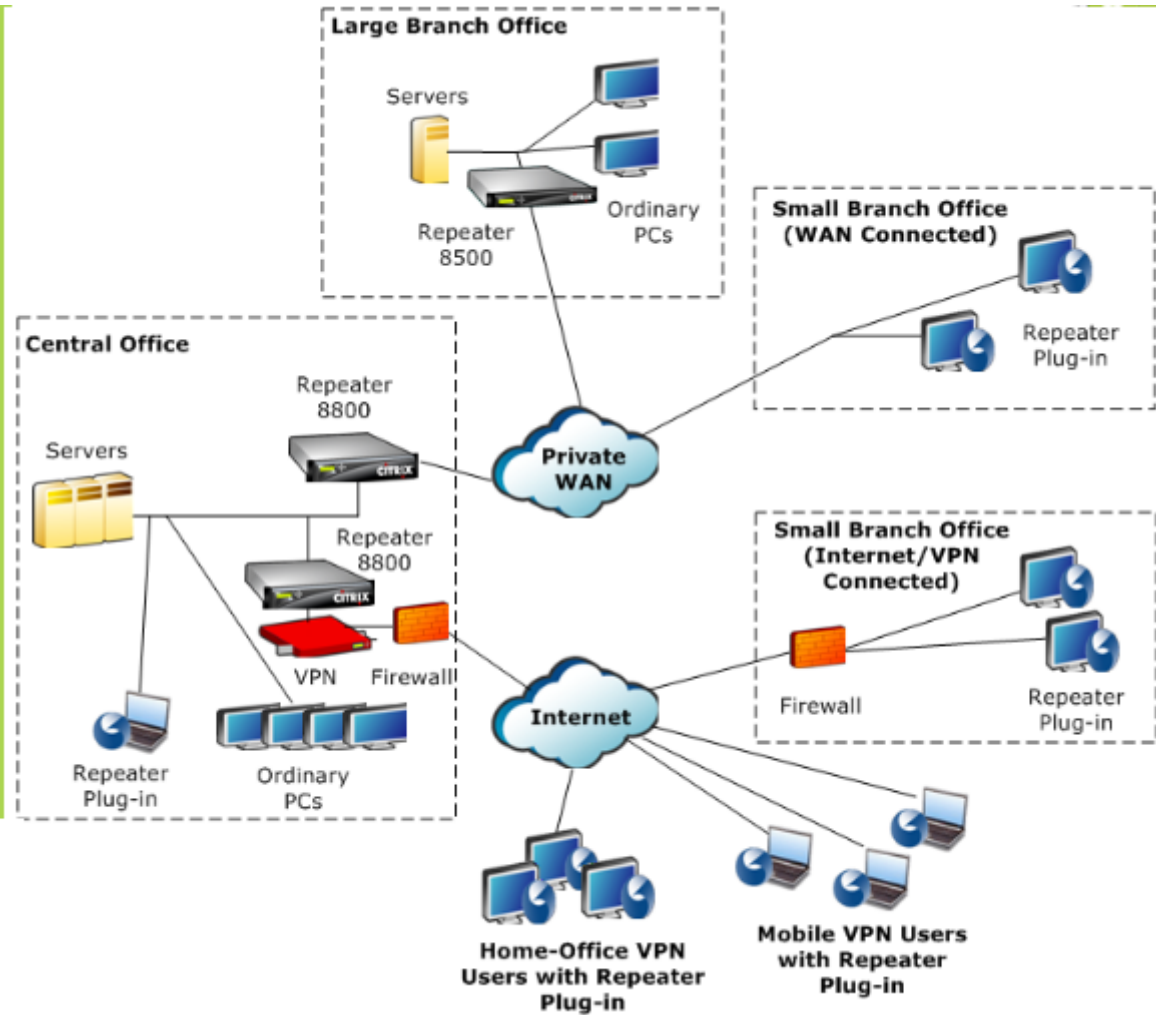 Large Branch Office
Servers
CITRIX
Repeater
8500
Ordinary
PCs
Small Branch Office
(WAN Connected)
Repeater
Plug-in
Central Office
Repeater
8800
Servers
CITRIX
Private
WAN
Repeater
8800
CITRIX
VPN
Firewall
Repeater
Plug-in
Ordinary
PCs
Small Branch Office
(Internet/VPN
Connected)
Firewall
Repeater
Plug-in
Internet
Home-Office VPN
Users with Repeater
Plug-in
Mobile VPN Users
with Repeater
Plug-in